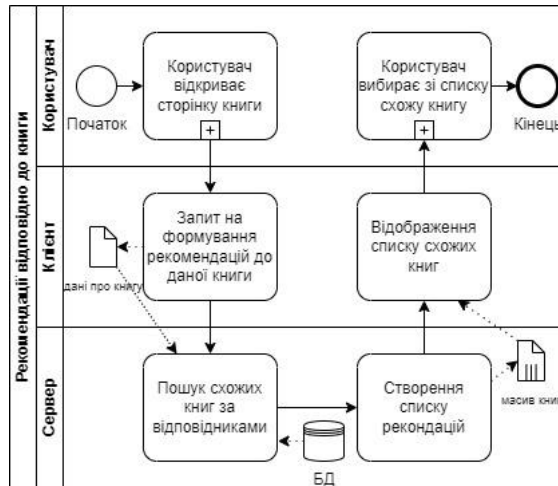 Рекомендації відповідно до книги
Користувач
Початок
Користувач
відкриває
сторінку книги
Користувач
вибирає зі списку
схожу книгу
Кінець
Клієнт
Запит на
формування
рекомендацій до
даної книги
дані про книгу
Відображення
списку схожих
книг
Сервер
Пошук схожих
книг за
відповідниками
БД
Створення
списку
рекондацій
масив книг